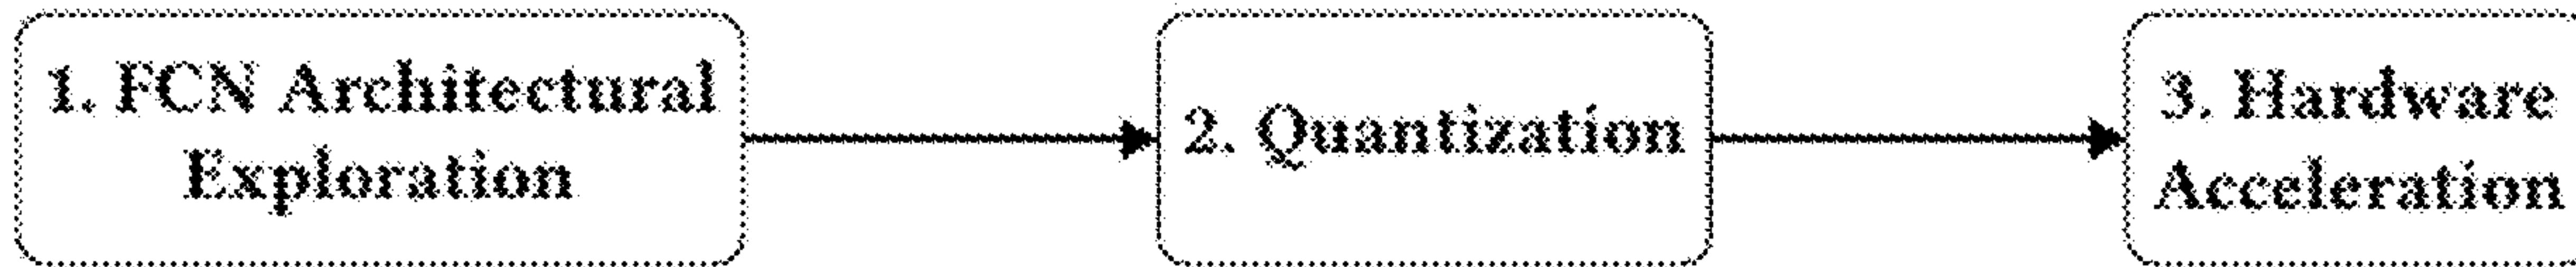 1. FCN Architectural
Exploration
2. Quantization
3. Hardware
Acceleration